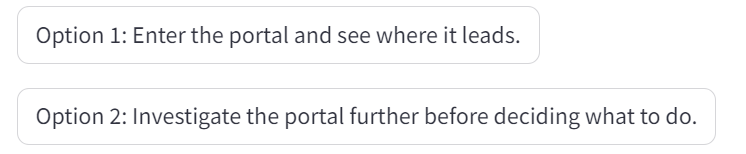 Option 1: Enter the portal and see where it leads.
Option 2: Investigate the portal further before deciding what to do.